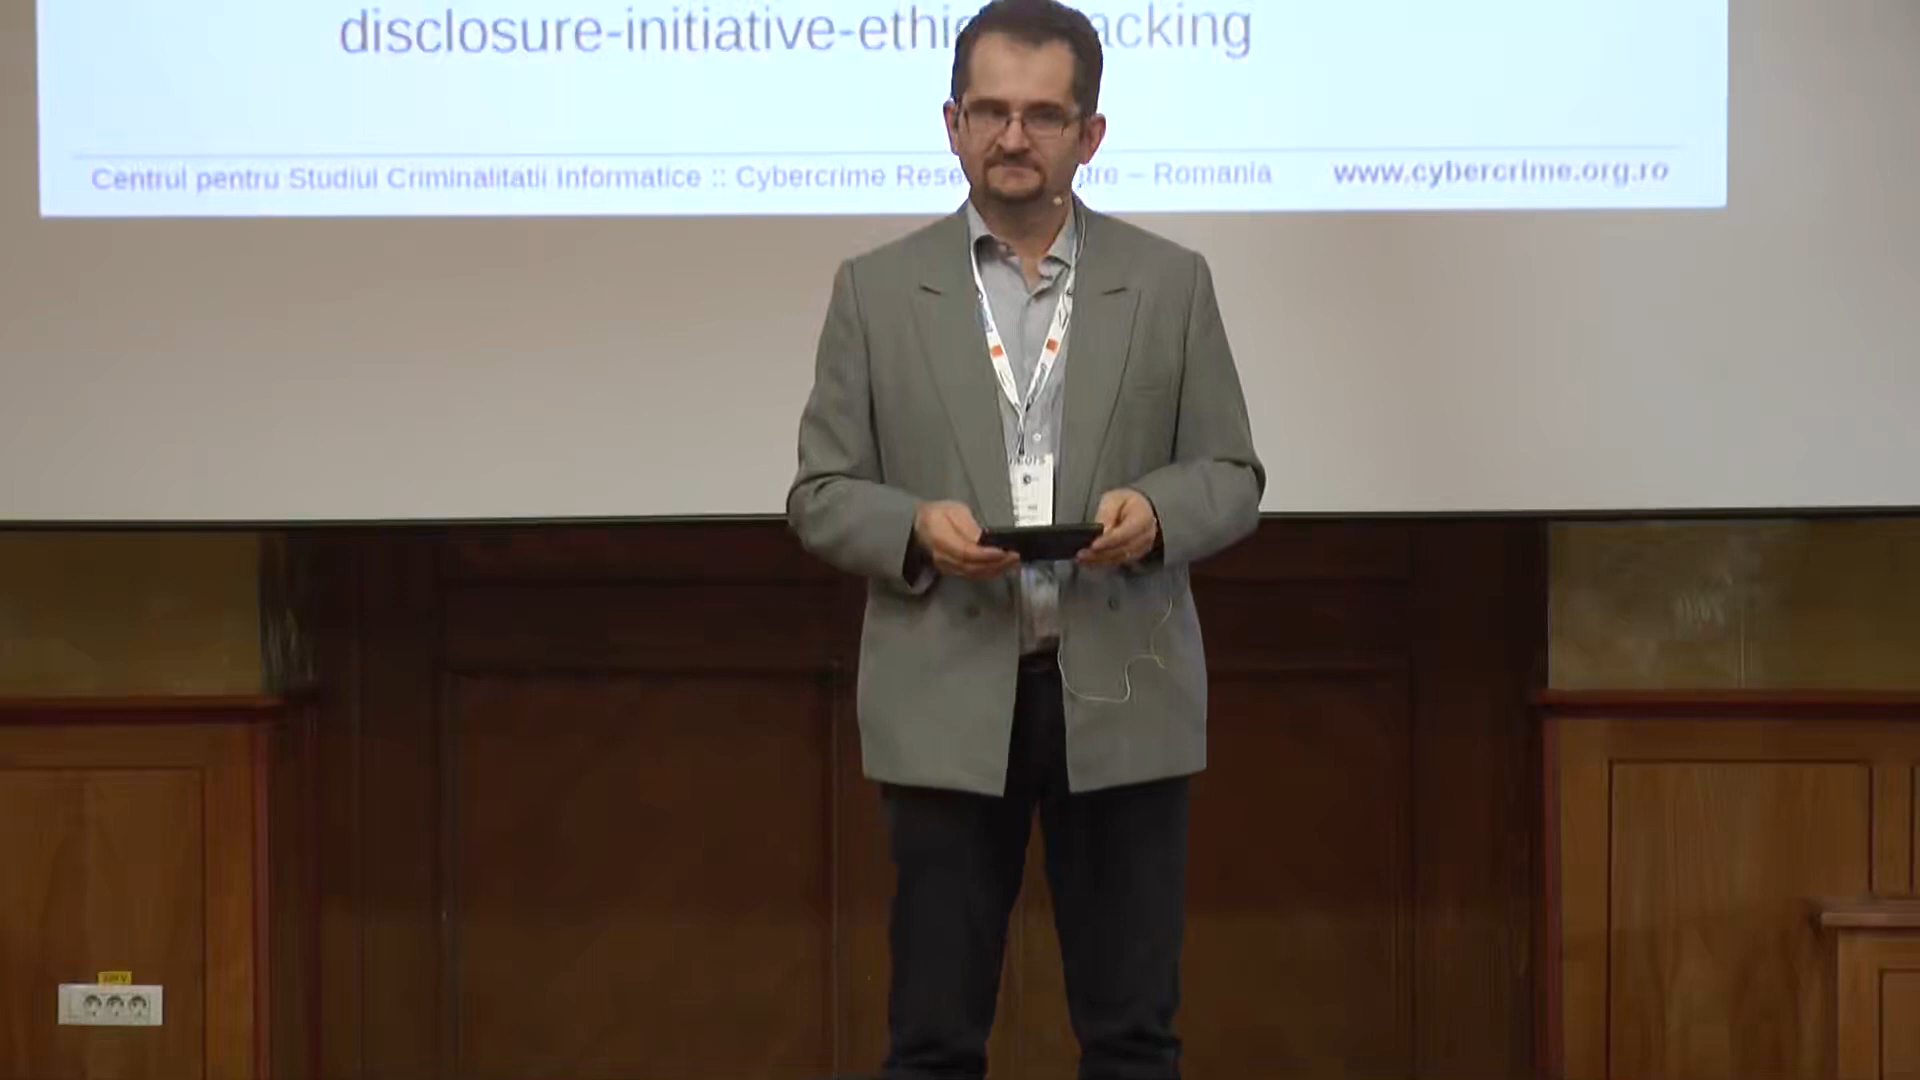 disclosure-initiative-ethi acking
Centrul pentru Studiul Criminalitatii Informatice :: Cybercrime Rese tre – Romania www.cybercrime.org.ro